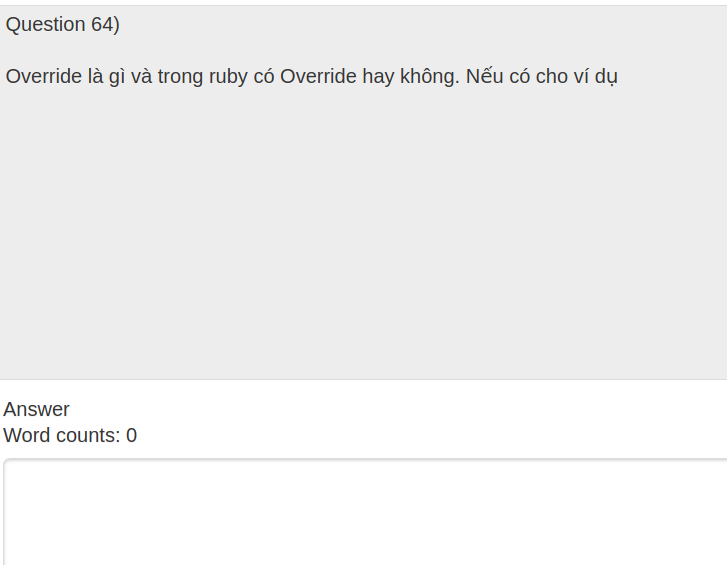 Question 64)
Override là gì và trong ruby có Override hay không. Nếu có cho ví dụ
Answer
Word counts: 0